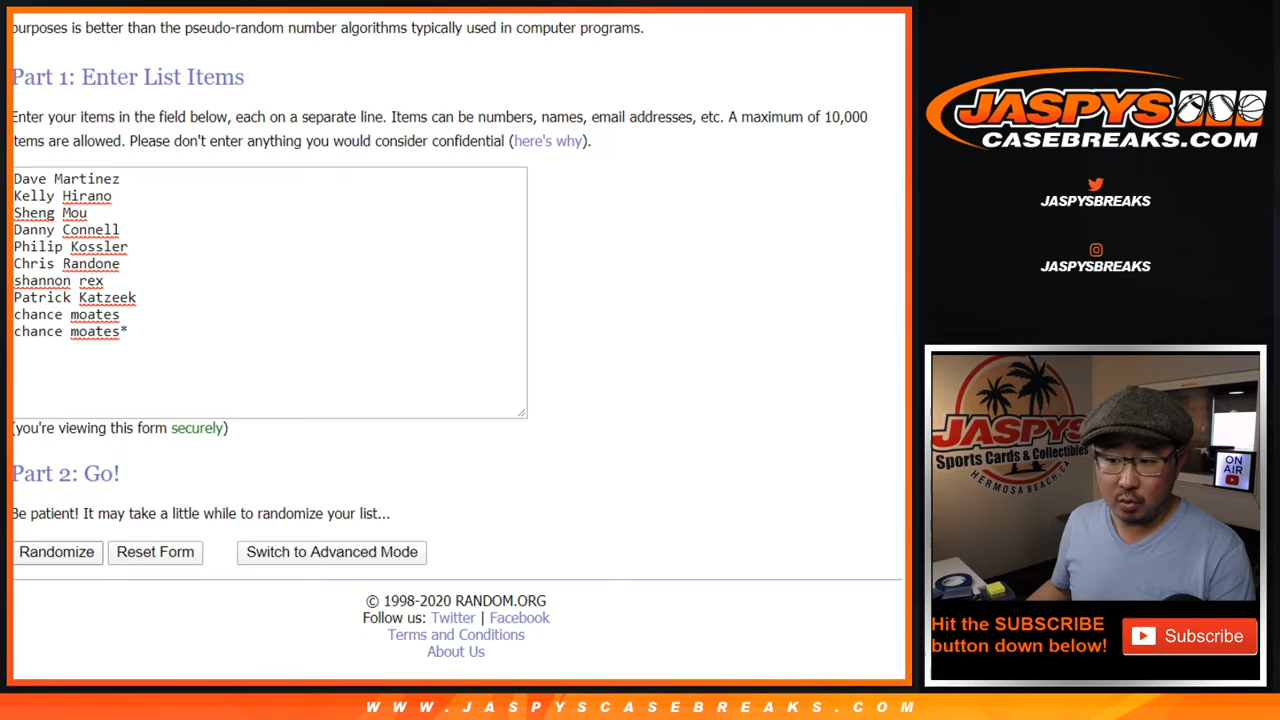 purposes is better than the pseudo-random number algorithms typically used in computer programs.
Part 1: Enter List Items
Enter your items in the field below, each on a separate line. Items can be numbers, names, email addresses, etc. A maximum of 10,000
items are allowed. Please don't enter anything you would consider confidential (here's why).
Dave Martinez
Kelly Hirano
Sheng Mou
Danny Connell
Philip Kossler
Chris Randone
shannon rex
Patrick Katzeek
chance moates
chance moates*
(you're viewing this form securely)
Part 2: Go!
Be patient! It may take a little while to randomize your list...
Randomize
Reset Form
Switch to Advanced Mode
© 1998-2020 RANDOM.ORG
Follow us: Twitter | Facebook
Terms and Conditions
About Us
JASPYS
CASEBREAKS.COM
JASPYSBREAKS
JASPYSBREAKS
JASPYS
Sports Cards & Collectibles
HERMOSA BEACH, CA
ON
AIR
Hit the SUBSCRIBE
button down below!
Subscribe
WWW.JASPYSCASEBREAKS.COM